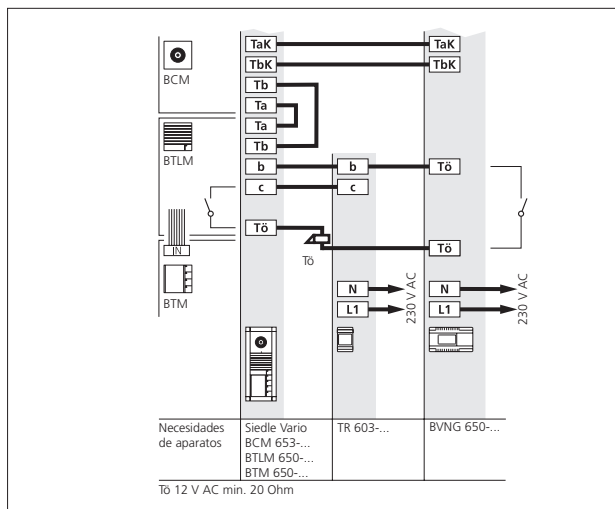 BCM
TaK
TaK
TbK
TbK
Tb
Ta
Ta
Tb
BTLM
b
b
Tö
c
c
Tö
Tö
Tö
IN
BTM
N
N
L1
L1
230 V AC
230 V AC
Necesidades
de aparatos
Siedle Vario
BCM 653-...
BTLM 650-...
BTM 650-...
TR 603-...
BVNG 650-...
Tö 12 V AC min. 20 Ohm